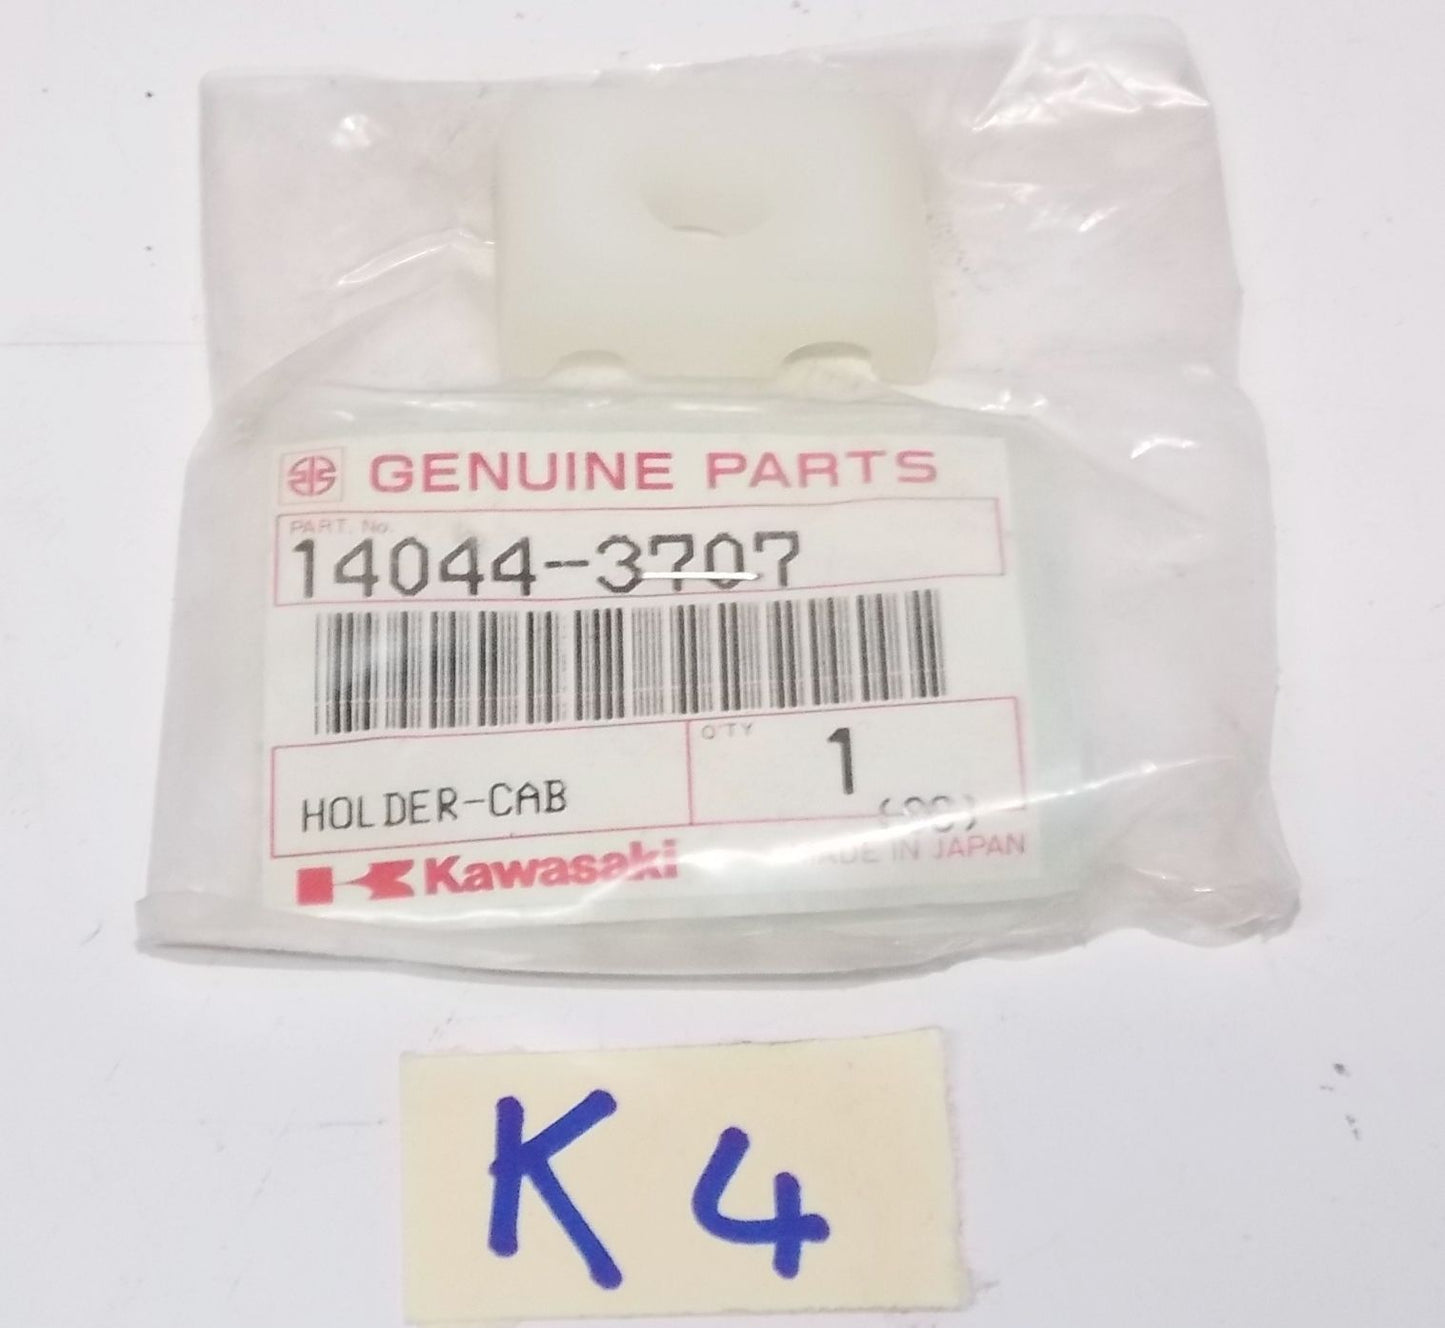 GENUINE PARTS
PART. No.
14044-3707
HOLDER-CAB
Q'TY
1
Kawasaki
MADE IN JAPAN
K4